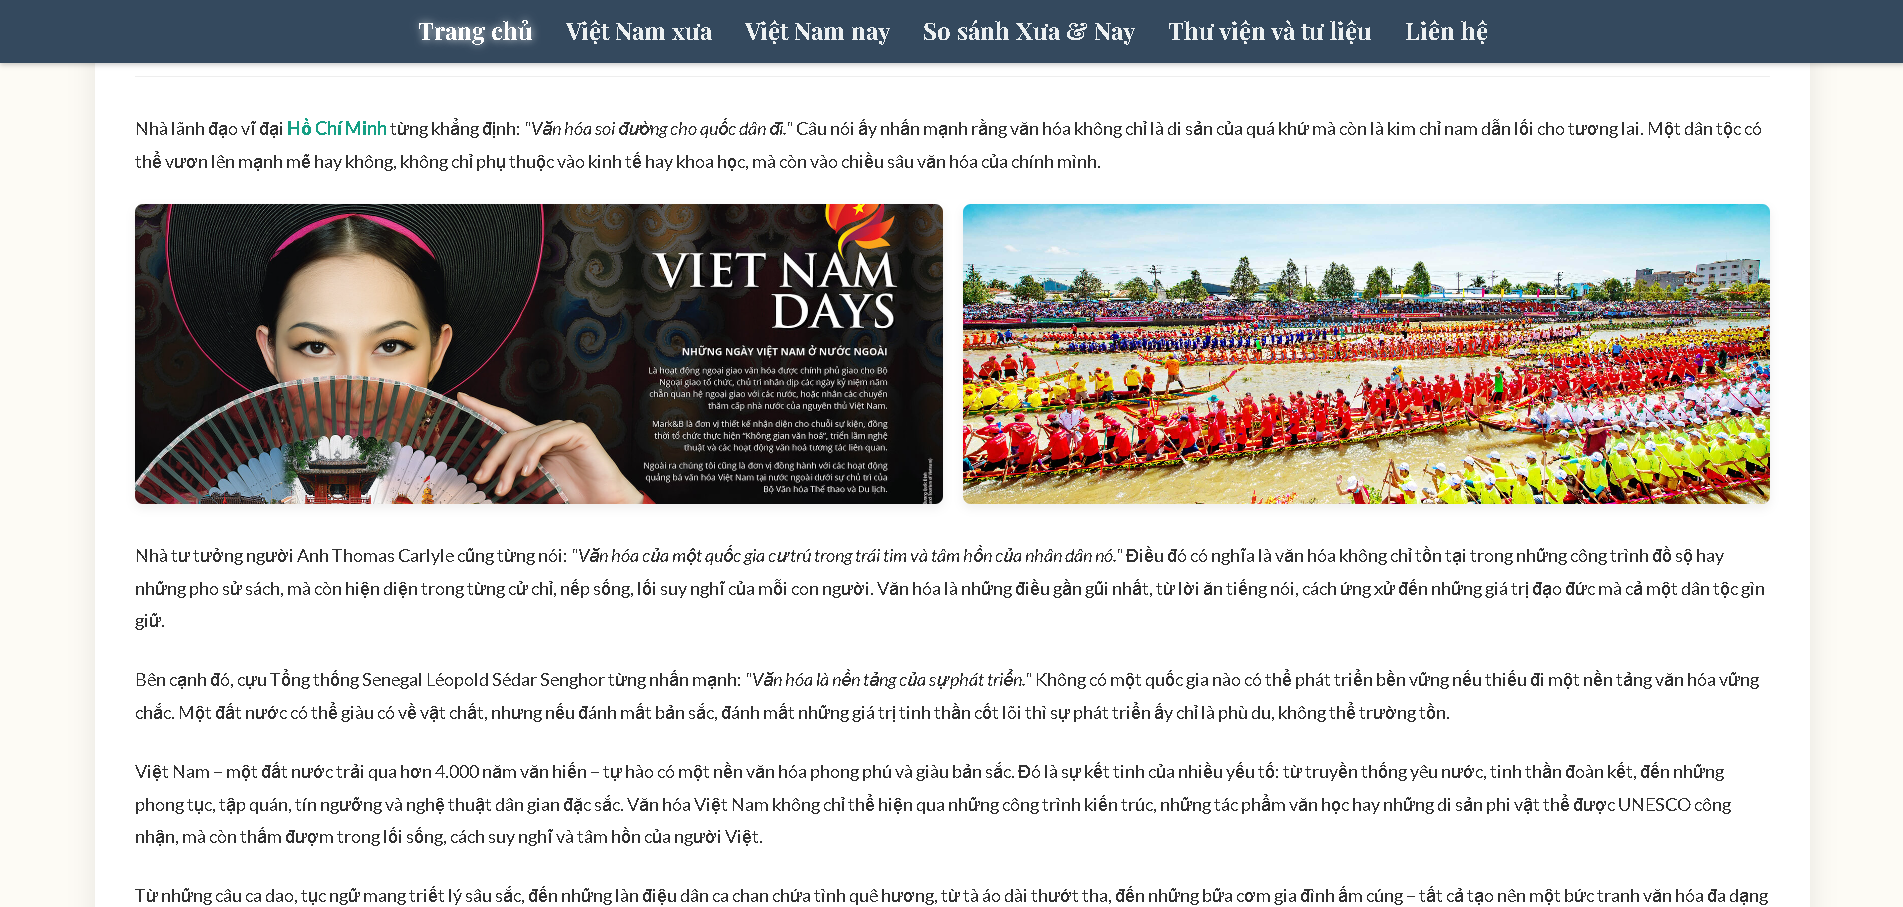 Trang chủ Việt Nam xưa Việt Nam nay So sánh Xưa & Nay Thư viện và tư liệu Liên hệ
Nhà lãnh đạo vĩ đại Hồ Chí Minh từng khẳng định: "Văn hóa soi đường cho quốc dân đi." Câu nói ấy nhấn mạnh rằng văn hóa không chỉ là di sản của quá khứ mà còn là kim chỉ nam dẫn lối cho tương lai. Một dân tộc có
thể vươn lên mạnh mẽ hay không, không chỉ phụ thuộc vào kinh tế hay khoa học, mà còn vào chiều sâu văn hóa của chính mình.
VIET NAM
DAYS
NHỮNG NGÀY VIỆT NAM Ở NƯỚC NGOÀI
Là hoạt động ngoại giao văn hóa được chính phủ giao cho Bộ
Ngoại giao tổ chức, chủ trì nhân dịp các ngày kỷ niệm năm
chẵn quan hệ ngoại giao với các nước, hoặc nhân các chuyến
thăm cấp nhà nước của nguyên thủ Việt Nam.
Mark&B là đơn vị thiết kế nhận diện cho chuỗi sự kiện, đồng
thời tổ chức thực hiện "Không gian văn hoá", triển lãm nghệ
thuật và các hoạt động văn hoá tương tác liên quan.
Ngoài ra chúng tôi cũng là đơn vị đồng hành với các hoạt động
quảng bá văn hóa Việt Nam tại nước ngoài dưới sự chủ trì của
Bộ Văn hóa Thể thao và Du lịch.
Nhà tư tưởng người Anh Thomas Carlyle cũng từng nói: "Văn hóa của một quốc gia cư trú trong trái tim và tâm hồn của nhân dân nó." Điều đó có nghĩa là văn hóa không chỉ tồn tại trong những công trình đồ sộ hay
những pho sử sách, mà còn hiện diện trong từng cử chỉ, nếp sống, lối suy nghĩ của mỗi con người. Văn hóa là những điều gần gũi nhất, từ lời ăn tiếng nói, cách ứng xử đến những giá trị đạo đức mà cả một dân tộc gìn
giữ.
Bên cạnh đó, cựu Tổng thống Senegal Léopold Sédar Senghor từng nhấn mạnh: "Văn hóa là nền tảng của sự phát triển." Không có một quốc gia nào có thể phát triển bền vững nếu thiếu đi một nền tảng văn hóa vững
chắc. Một đất nước có thể giàu có về vật chất, nhưng nếu đánh mất bản sắc, đánh mất những giá trị tinh thần cốt lõi thì sự phát triển ấy chỉ là phù du, không thể trường tồn.
Việt Nam – một đất nước trải qua hơn 4.000 năm văn hiến – tự hào có một nền văn hóa phong phú và giàu bản sắc. Đó là sự kết tinh của nhiều yếu tố: từ truyền thống yêu nước, tinh thần đoàn kết, đến những
phong tục, tập quán, tín ngưỡng và nghệ thuật dân gian đặc sắc. Văn hóa Việt Nam không chỉ thể hiện qua những công trình kiến trúc, những tác phẩm văn học hay những di sản phi vật thể được UNESCO công
nhận, mà còn thấm đượm trong lối sống, cách suy nghĩ và tâm hồn của người Việt.
Từ những câu ca dao, tục ngữ mang triết lý sâu sắc, đến những làn điệu dân ca chan chứa tình quê hương, từ tà áo dài thướt tha, đến những bữa cơm gia đình ấm cúng – tất cả tạo nên một bức tranh văn hóa đa dạng